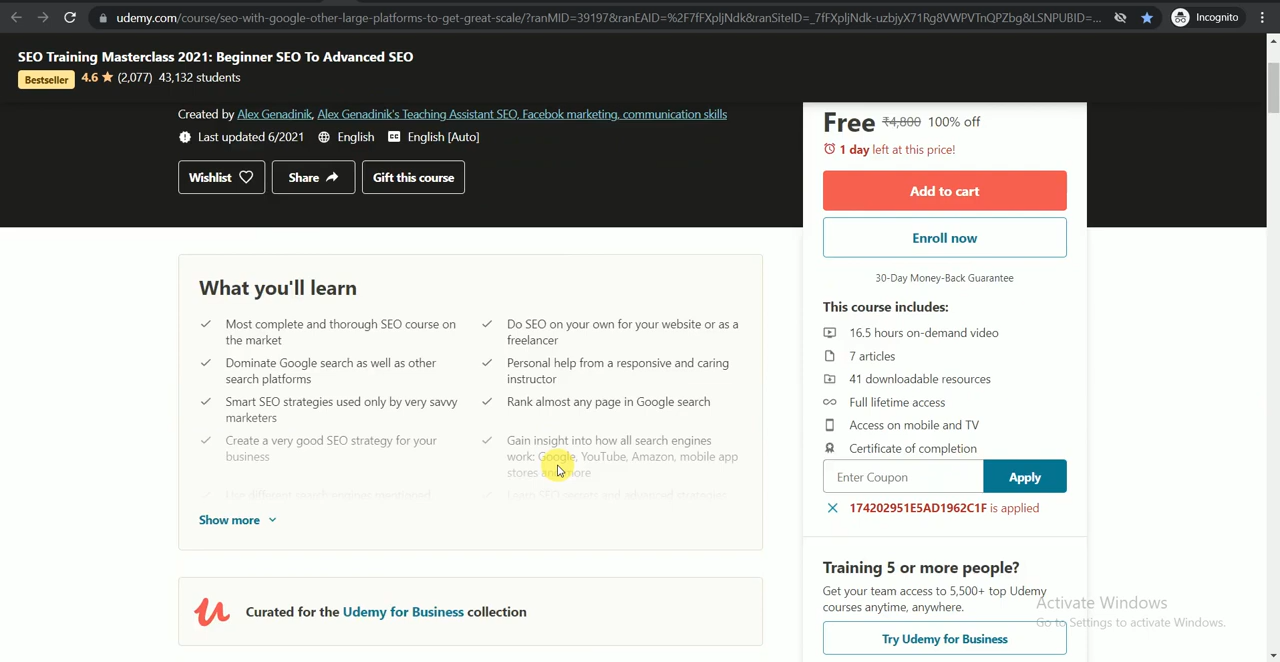 udemy.com/course/seo-with-google-other-large-platforms-to-get-great-scale/?ranMID=39197&ranEAID=%2F7fFXpljNdk&ranSiteID=_7fFXpljNdk-uzbjyX71Rg8VWPVTnQPZbg&LSNPUBID=... Incognito
SEO Training Masterclass 2021: Beginner SEO To Advanced SEO
Bestseller 4.6 ★ (2,077) 43,132 students
Created by Alex Genadinik, Alex Genadinik's Teaching Assistant SEO, Facebok marketing, communication skills
Last updated 6/2021 English English [Auto]
Wishlist Share Gift this course
Free ₹4,800 100% off
1 day left at this price!
Add to cart
Enroll now
30-Day Money-Back Guarantee
This course includes:
16.5 hours on-demand video
7 articles
41 downloadable resources
Full lifetime access
Access on mobile and TV
Certificate of completion
Enter Coupon Apply
174202951E5AD1962C1F is applied
What you'll learn
Most complete and thorough SEO course on
the market
Dominate Google search as well as other
search platforms
Smart SEO strategies used only by very savvy
marketers
Create a very good SEO strategy for your
business
Do SEO on your own for your website or as a
freelancer
Personal help from a responsive and caring
instructor
Rank almost any page in Google search
Gain insight into how all search engines
work: Google, YouTube, Amazon, mobile app
stores and more
Show more
Curated for the Udemy for Business collection
Training 5 or more people?
Get your team access to 5,500+ top Udemy
courses anytime, anywhere.
Try Udemy for Business
Activate Windows
Go to Settings to activate Windows.